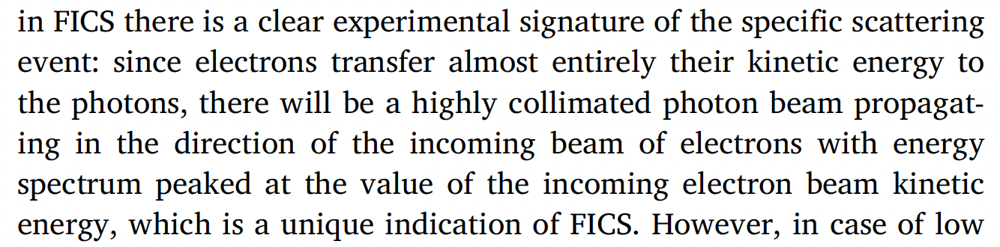 in FICS there is a clear experimental signature of the specific scattering
event: since electrons transfer almost entirely their kinetic energy to
the photons, there will be a highly collimated photon beam propagat-
ing in the direction of the incoming beam of electrons with energy
spectrum peaked at the value of the incoming electron beam kinetic
energy, which is a unique indication of FICS. However, in case of low